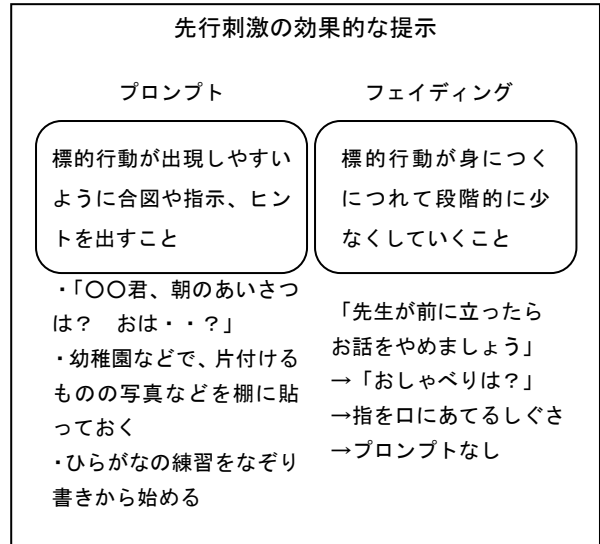 先行刺激の効果的な提示
プロンプト
標的行動が出現しやすい
ように合図や指示、ヒン
トを出すこと
・「〇〇君、朝のあいさつ
は？　おは・・？」
・幼稚園などで、片付ける
ものの写真などを棚に貼
っておく
・ひらがなの練習をなぞり
書きから始める
フェイディング
標的行動が身につく
につれて段階的に少
なくしていくこと
「先生が前に立ったら
お話をやめましょう」
→「おしゃべりは？」
→指を口にあてるしぐさ
→プロンプトなし